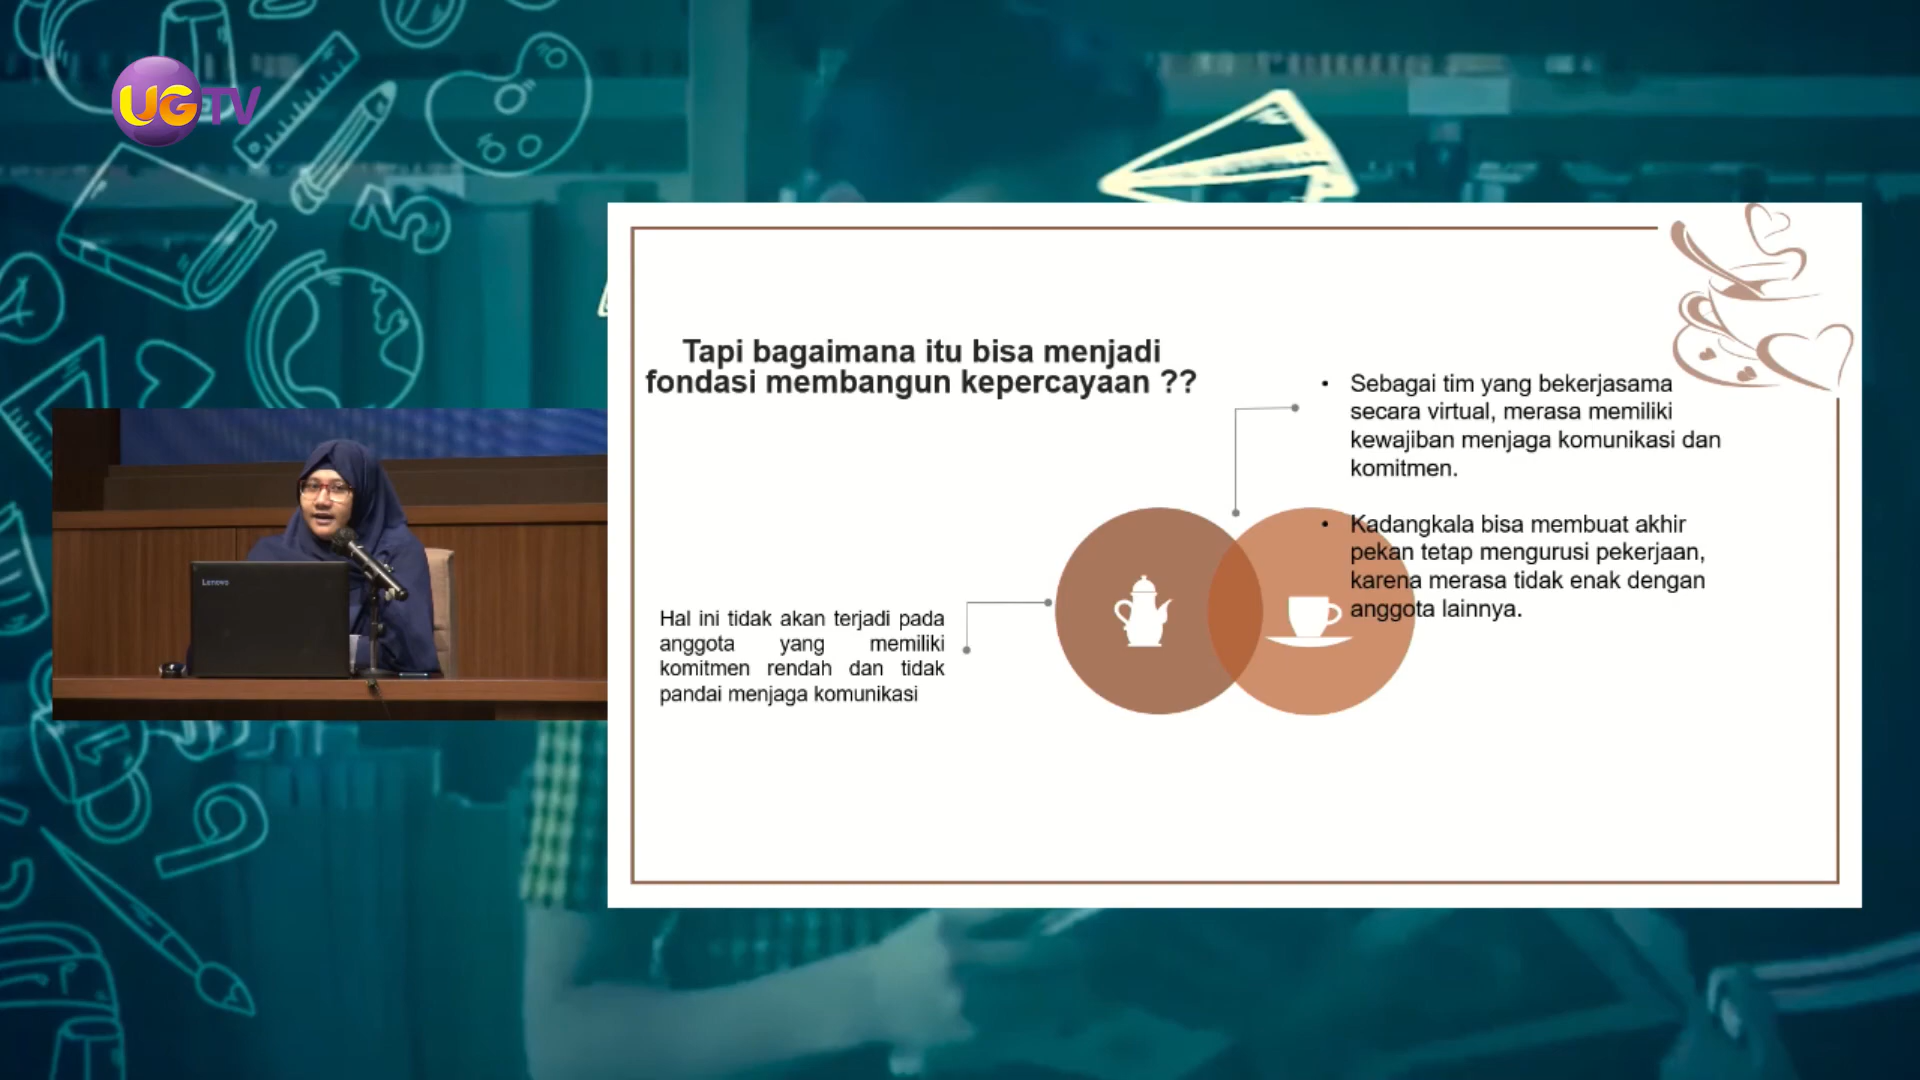 UGTV
Tapi bagaimana itu bisa menjadi
fondasi membangun kepercayaan ??
Sebagai tim yang bekerjasama
secara virtual, merasa memiliki
kewajiban menjaga komunikasi dan
komitmen.
Kadangkala bisa membuat akhir
pekan tetap mengurusi pekerjaan,
karena merasa tidak enak dengan
anggota lainnya.
Hal ini tidak akan terjadi pada
anggota yang memiliki
komitmen rendah dan tidak
pandai menjaga komunikasi
Lenovo